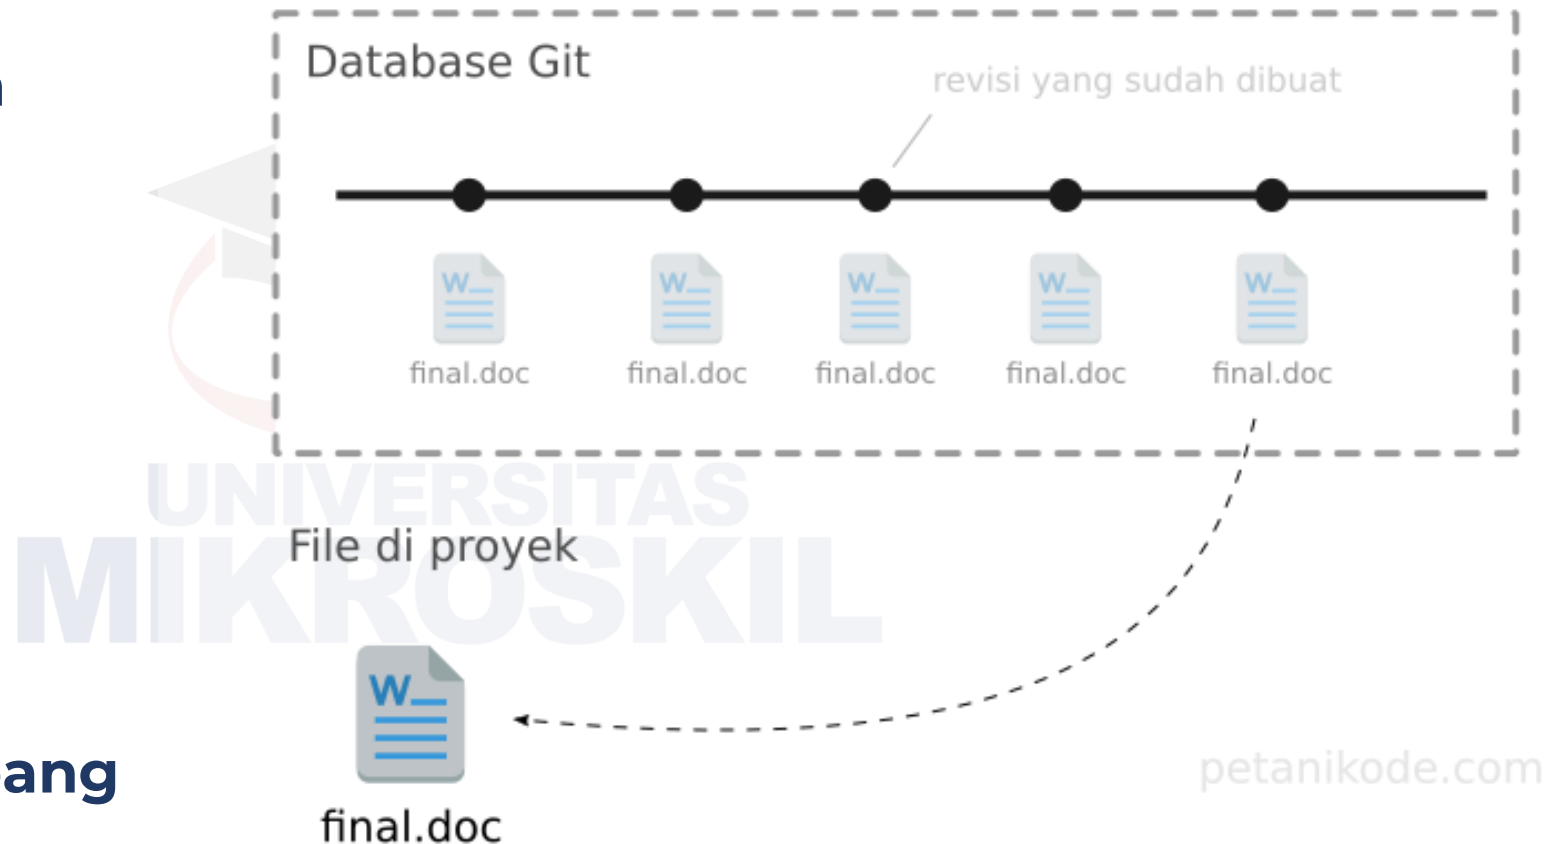 Database Git
revisi yang sudah dibuat
W
W
W
W
W
final.doc
final.doc
final.doc
final.doc
final.doc
UNIVERSITAS
MIKROSKIL
File di proyek
W
final.doc
petanikode.com